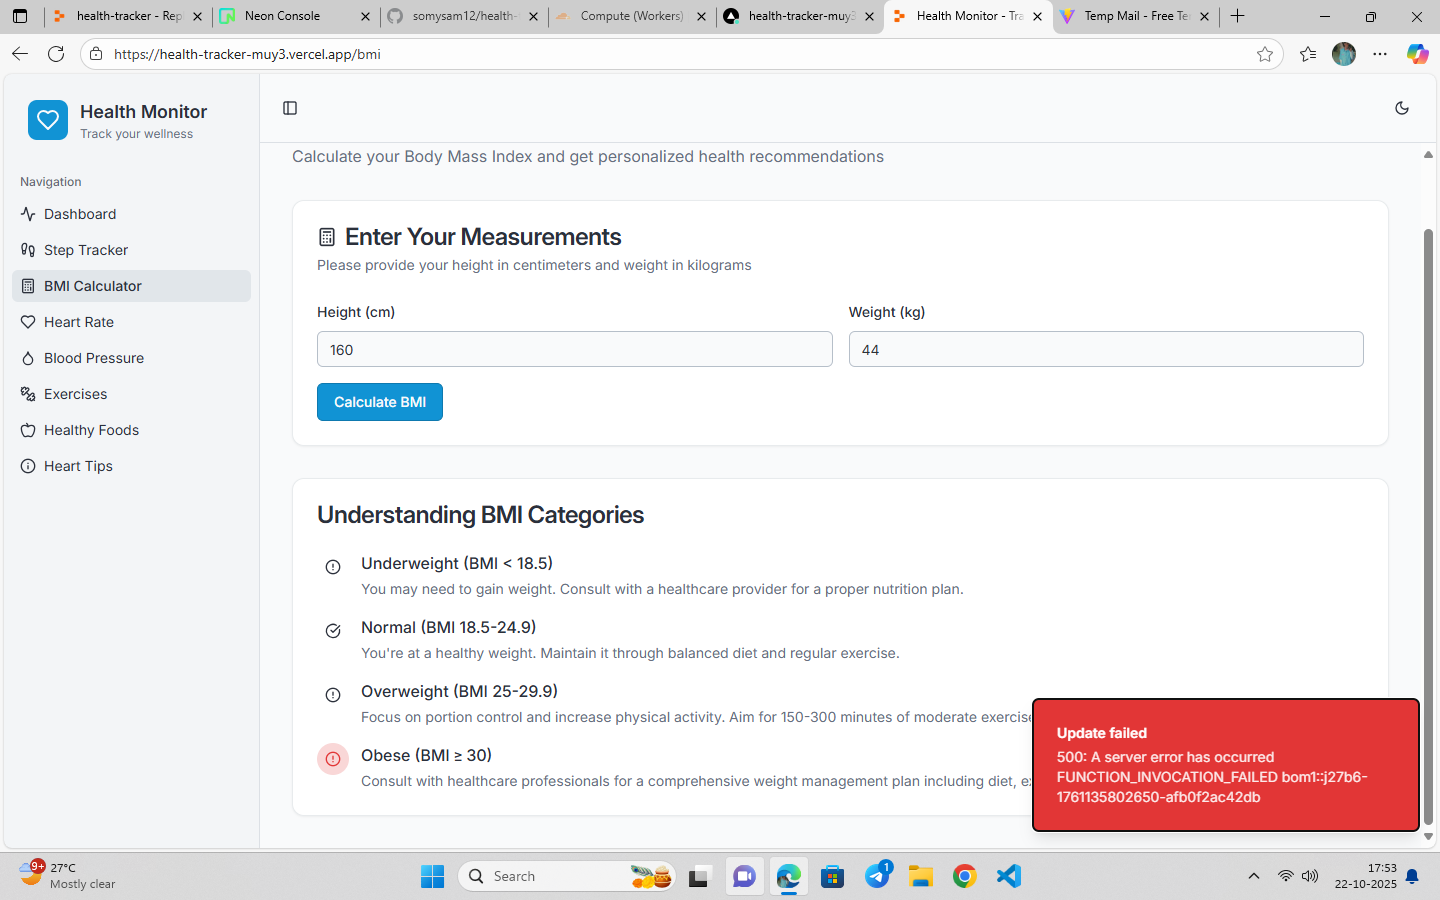 health-tracker - Rep
Neon Console
somysam12/health-
Compute (Workers)
health-tracker-muy3
Health Monitor - Tra
Temp Mail - Free Te
https://health-tracker-muy3.vercel.app/bmi
Health Monitor
Track your wellness
Navigation
Dashboard
Step Tracker
BMI Calculator
Heart Rate
Blood Pressure
Exercises
Healthy Foods
Heart Tips
Calculate your Body Mass Index and get personalized health recommendations
Enter Your Measurements
Please provide your height in centimeters and weight in kilograms
Height (cm)
Weight (kg)
160
44
Calculate BMI
Understanding BMI Categories
Underweight (BMI < 18.5)
You may need to gain weight. Consult with a healthcare provider for a proper nutrition plan.
Normal (BMI 18.5-24.9)
You're at a healthy weight. Maintain it through balanced diet and regular exercise.
Overweight (BMI 25-29.9)
Focus on portion control and increase physical activity. Aim for 150-300 minutes of moderate exercise
Obese (BMI ≥ 30)
Consult with healthcare professionals for a comprehensive weight management plan including diet, ex
Update failed
500: A server error has occurred
FUNCTION_INVOCATION_FAILED bom1::j27b6-
1761135802650-afb0f2ac42db
9+
27°C
Mostly clear
Search
1
17:53
22-10-2025